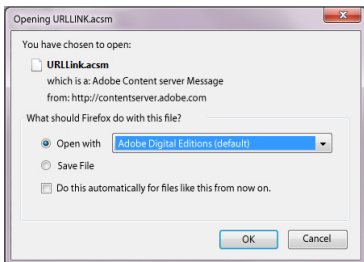 Opening URLLINK.acsm
You have chosen to open:
URLLink.acsm
which is a: Adobe Content server Message
from: http://contentserver.adobe.com
What should Firefox do with this file?
Open with Adobe Digital Editions (default)
Save File
Do this automatically for files like this from now on.
OK Cancel